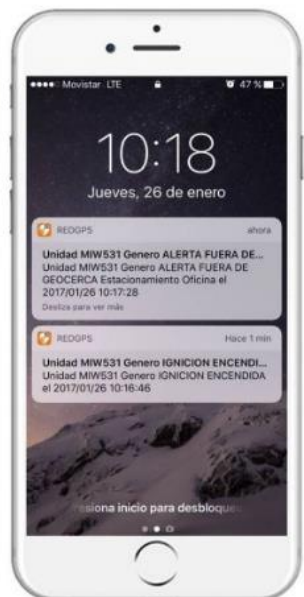 Movistar LTE 47 %
10:18
Jueves, 26 de enero
REDGPS ahora
Unidad MIW531 Genero ALERTA FUERA DE...
Unidad MIW531 Genero ALERTA FUERA DE
GEOCERCA Estacionamiento Oficina el
2017/01/26 10:17:28
Desliza para ver más
REDGPS Hace 1 min
Unidad MIW531 Genero IGNICION ENCENDI...
Unidad MIW531 Genero IGNICION ENCENDIDA
el 2017/01/26 10:16:46
esiona inicio para desbloque